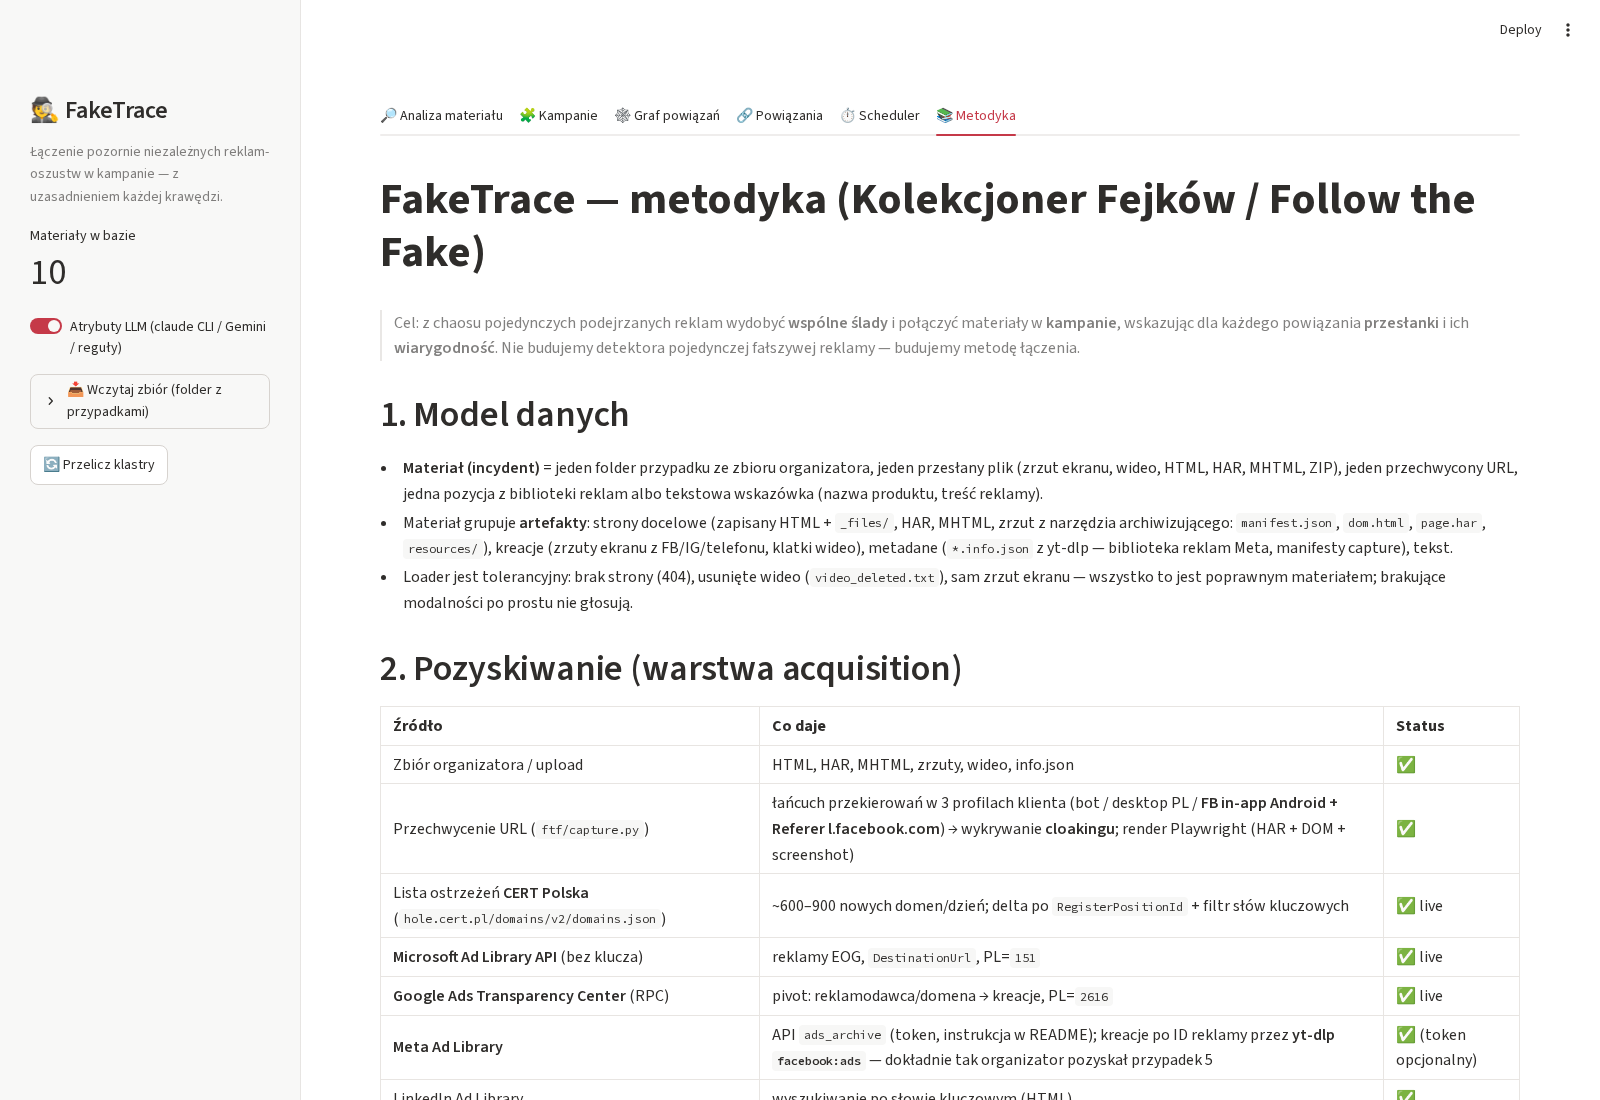 Deploy
🕵️ FakeTrace
Łączenie pozornie niezależnych reklam-
oszustw w kampanie — z
uzasadnieniem każdej krawędzi.
Materiały w bazie
10
Atrybuty LLM (claude CLI / Gemini
/ reguły)
📥 Wczytaj zbiór (folder z
przypadkami)
🔄 Przelicz klastry
🔎 Analiza materiału 🧩 Kampanie 🕸️ Graf powiązań 🔗 Powiązania ⏱️ Scheduler 📚 Metodyka
FakeTrace — metodyka (Kolekcjoner Fejków / Follow the
Fake)
Cel: z chaosu pojedynczych podejrzanych reklam wydobyć wspólne ślady i połączyć materiały w kampanie, wskazując dla każdego powiązania przesłanki i ich
wiarygodność. Nie budujemy detektora pojedynczej fałszywej reklamy — budujemy metodę łączenia.
1. Model danych
• Materiał (incydent) = jeden folder przypadku ze zbioru organizatora, jeden przesłany plik (zrzut ekranu, wideo, HTML, HAR, MHTML, ZIP), jeden przechwycony URL,
jedna pozycja z biblioteki reklam albo tekstowa wskazówka (nazwa produktu, treść reklamy).
• Materiał grupuje artefakty: strony docelowe (zapisany HTML + _files/ , HAR, MHTML, zrzut z narzędzia archiwizującego: manifest.json , dom.html , page.har ,
resources/ ), kreacje (zrzuty ekranu z FB/IG/telefonu, klatki wideo), metadane ( *.info.json z yt-dlp — biblioteka reklam Meta, manifesty capture), tekst.
• Loader jest tolerancyjny: brak strony (404), usunięte wideo ( video_deleted.txt ), sam zrzut ekranu — wszystko to jest poprawnym materiałem; brakujące
modalności po prostu nie głosują.
2. Pozyskiwanie (warstwa acquisition)
Źródło Co daje Status
Zbiór organizatora / upload HTML, HAR, MHTML, zrzuty, wideo, info.json ✅
Przechwycenie URL ( ftf/capture.py ) łańcuch przekierowań w 3 profilach klienta (bot / desktop PL / FB in-app Android +
Referer l.facebook.com) → wykrywanie cloakingu; render Playwright (HAR + DOM +
screenshot) ✅
Lista ostrzeżeń CERT Polska
( hole.cert.pl/domains/v2/domains.json ) ~600–900 nowych domen/dzień; delta po RegisterPositionId + filtr słów kluczowych ✅ live
Microsoft Ad Library API (bez klucza) reklamy EOG, DestinationUrl , PL= 151 ✅ live
Google Ads Transparency Center (RPC) pivot: reklamodawca/domena → kreacje, PL= 2616 ✅ live
Meta Ad Library API ads_archive (token, instrukcja w README); kreacje po ID reklamy przez yt-dlp
facebook:ads — dokładnie tak organizator pozyskał przypadek 5 ✅ (token
opcjonalny)
LinkedIn Ad Library wyszukiwanie po słowie kluczowym (HTML) ✅